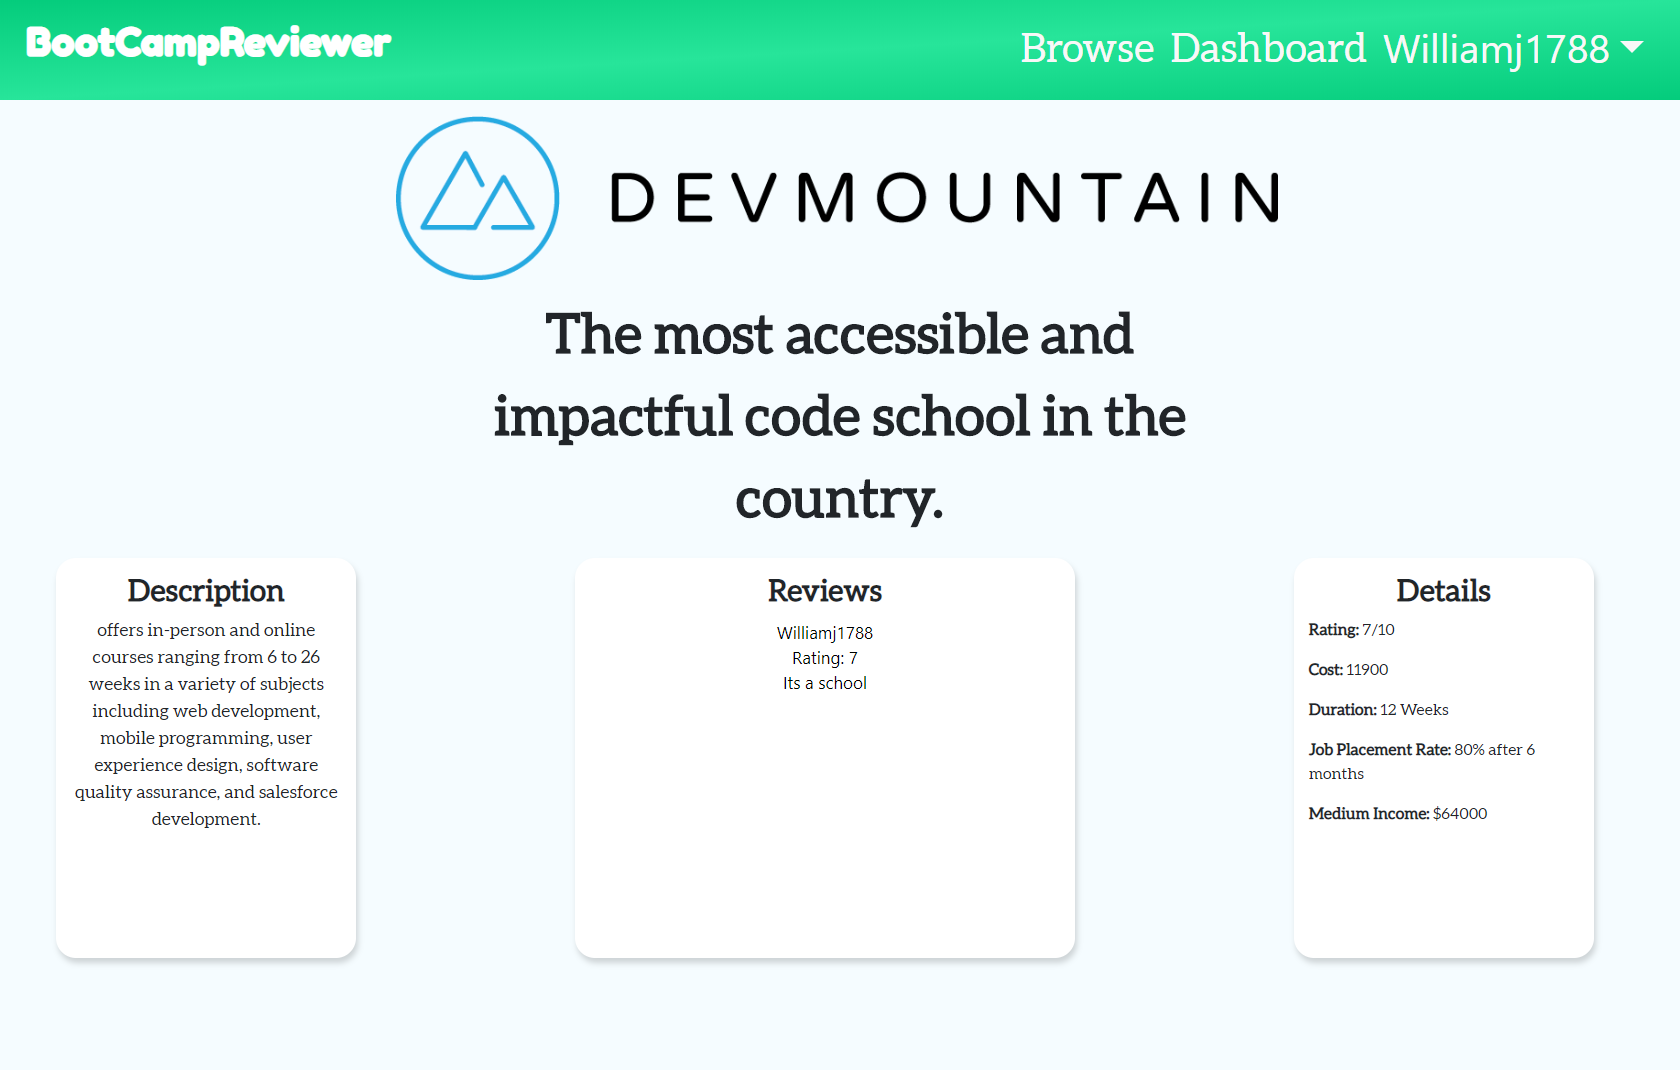 BootCampReviewer
Browse Dashboard Williamj1788
DEVMOUNTAIN
The most accessible and
impactful code school in the
country.
Description
offers in-person and online
courses ranging from 6 to 26
weeks in a variety of subjects
including web development,
mobile programming, user
experience design, software
quality assurance, and salesforce
development.
Reviews
Williamj1788
Rating: 7
Its a school
Details
Rating: 7/10
Cost: 11900
Duration: 12 Weeks
Job Placement Rate: 80% after 6
months
Medium Income: $64000